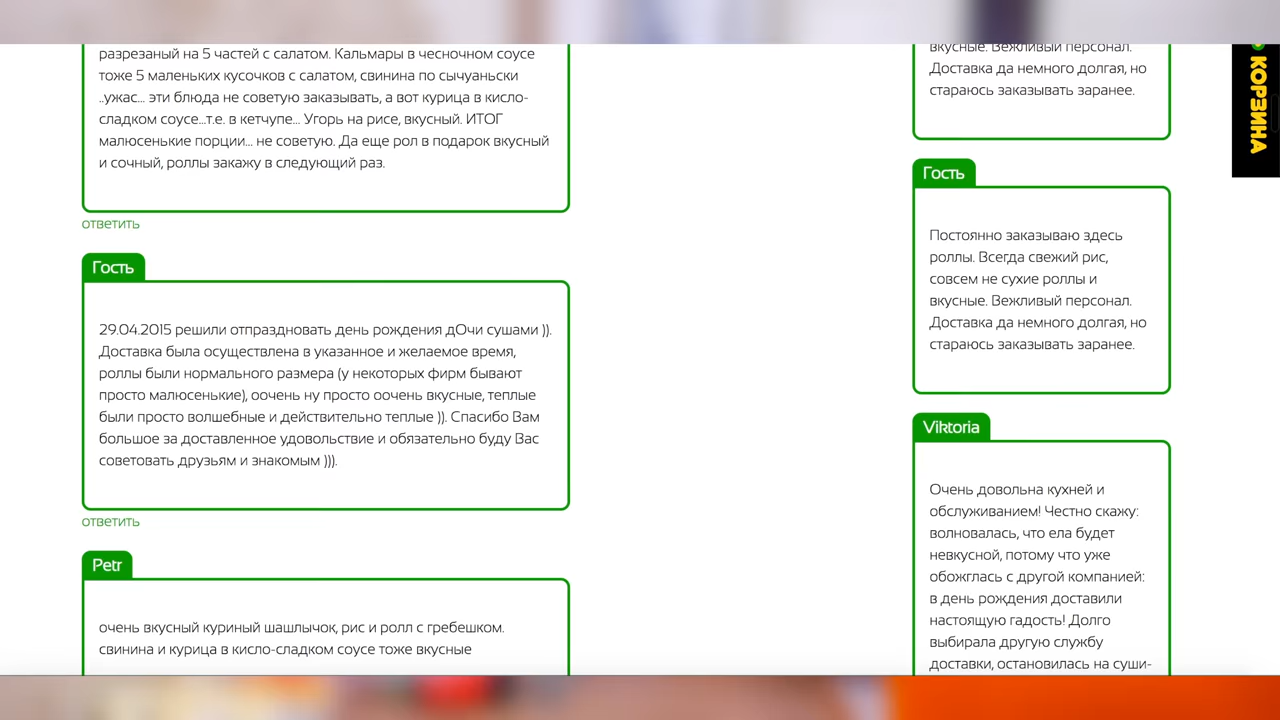 разрезаный на 5 частей с салатом. Кальмары в чесночном соусе
тоже 5 маленьких кусочков с салатом, свинина по сычуаньски
..ужас... эти блюда не советую заказывать, а вот курица в кисло-
сладком соусе...т.е. в кетчупе... Угорь на рисе, вкусный. ИТОГ
малюсенькие порции... не советую. Да еще рол в подарок вкусный
и сочный, роллы закажу в следующий раз.
ответить
Гость
29.04.2015 решили отпраздновать день рождения дОчи сушами )).
Доставка была осуществлена в указанное и желаемое время,
роллы были нормального размера (у некоторых фирм бывают
просто малюсенькие), оочень ну просто оочень вкусные, теплые
были просто волшебные и действительно теплые )). Спасибо Вам
большое за доставленное удовольствие и обязательно буду Вас
советовать друзьям и знакомым ))).
ответить
Petr
очень вкусный куриный шашлычок, рис и ролл с гребешком.
свинина и курица в кисло-сладком соусе тоже вкусные
вкусные. Вежливый персонал.
Доставка да немного долгая, но
стараюсь заказывать заранее.
Гость
Постоянно заказываю здесь
роллы. Всегда свежий рис,
совсем не сухие роллы и
вкусные. Вежливый персонал.
Доставка да немного долгая, но
стараюсь заказывать заранее.
Viktoria
Очень довольна кухней и
обслуживанием! Честно скажу:
волновалась, что ела будет
невкусной, потому что уже
обожглась с другой компанией:
в день рождения доставили
настоящую гадость! Долго
выбирала другую службу
доставки, остановилась на суши-
КОРЗИНА